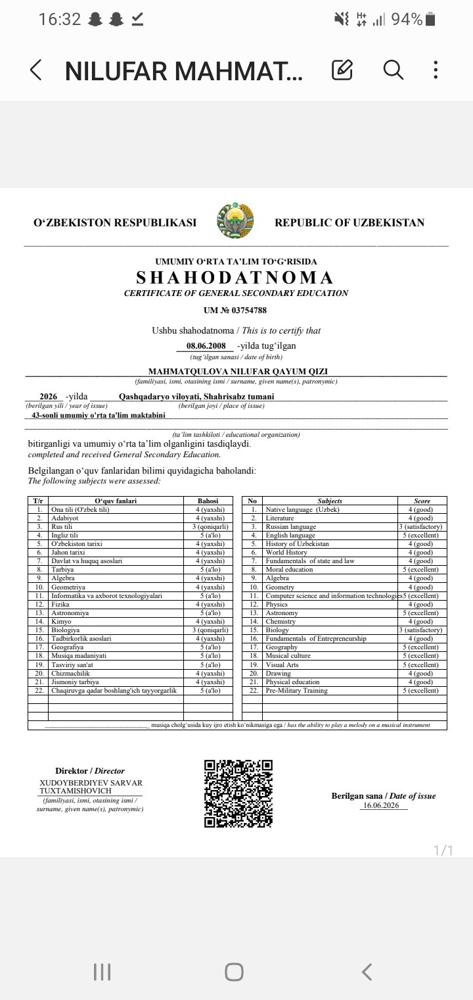 16:32 94%
NILUFAR MAHMAT...
O‘ZBEKISTON RESPUBLIKASI REPUBLIC OF UZBEKISTAN
UMUMIY O‘RTA TA’LIM TO‘G‘RISIDA
SHAHODATNOMA
CERTIFICATE OF GENERAL SECONDARY EDUCATION
UM № 03754788
Ushbu shahodatnoma / This is to certify that
08.06.2008 -yilda tug‘ilgan
(tug‘ilgan sanasi / date of birth)
MAHMATQULOVA NILUFAR QAYUM QIZI
(familiyasi, ismi, otasining ismi / surname, given name(s), patronymic)
2026 -yilda Qashqadaryo viloyati, Shahrisabz tumani
(berilgan yili / year of issue) (berilgan joyi / place of issue)
43-sonli umumiy o'rta ta'lim maktabini
(ta’lim tashkiloti / educational organization)
bitirganligi va umumiy o‘rta ta’lim olganligini tasdiqlaydi.
completed and received General Secondary Education.
Belgilangan o‘quv fanlaridan bilimi quyidagicha baholandi:
The following subjects were assessed:
T/r O‘quv fanlari Bahosi No Subjects Score
1. Ona tili (O'zbek tili) 4 (yaxshi) 1. Native language (Uzbek) 4 (good)
2. Adabiyot 4 (yaxshi) 2. Literature 4 (good)
3. Rus tili 3 (qoniqarli) 3. Russian language 3 (satisfactory)
4. Ingliz tili 5 (a'lo) 4. English language 5 (excellent)
5. O'zbekiston tarixi 4 (yaxshi) 5. History of Uzbekistan 4 (good)
6. Jahon tarixi 4 (yaxshi) 6. World History 4 (good)
7. Davlat va huquq asoslari 4 (yaxshi) 7. Fundamentals of state and law 4 (good)
8. Tarbiya 5 (a'lo) 8. Moral education 5 (excellent)
9. Algebra 4 (yaxshi) 9. Algebra 4 (good)
10. Geometriya 4 (yaxshi) 10. Geometry 4 (good)
11. Informatika va axborot texnologiyalari 5 (a'lo) 11. Computer science and information technologies 5 (excellent)
12. Fizika 4 (yaxshi) 12. Physics 4 (good)
13. Astronomiya 5 (a'lo) 13. Astronomy 5 (excellent)
14. Kimyo 4 (yaxshi) 14. Chemistry 4 (good)
15. Biologiya 3 (qoniqarli) 15. Biology 3 (satisfactory)
16. Tadbirkorlik asoslari 4 (yaxshi) 16. Fundamentals of Entrepreneurship 4 (good)
17. Geografiya 5 (a'lo) 17. Geography 5 (excellent)
18. Musiqa madaniyati 5 (a'lo) 18. Musical culture 5 (excellent)
19. Tasviriy san'at 5 (a'lo) 19. Visual Arts 5 (excellent)
20. Chizmachilik 4 (yaxshi) 20. Drawing 4 (good)
21. Jismoniy tarbiya 4 (yaxshi) 21. Physical education 4 (good)
22. Chaqiruvga qadar boshlang'ich tayyorgarlik 5 (a'lo) 22. Pre-Military Training 5 (excellent)
musiqa cholg‘usida kuy ijro etish ko‘nikmasiga ega / has the ability to play a melody on a musical instrument
Direktor / Director
XUDOYBERDIYEV SARVAR
TUXTAMISHOVICH
(familiyasi, ismi, otasining ismi /
surname, given name(s), patronymic)
Berilgan sana / Date of issue
16.06.2026
1/1